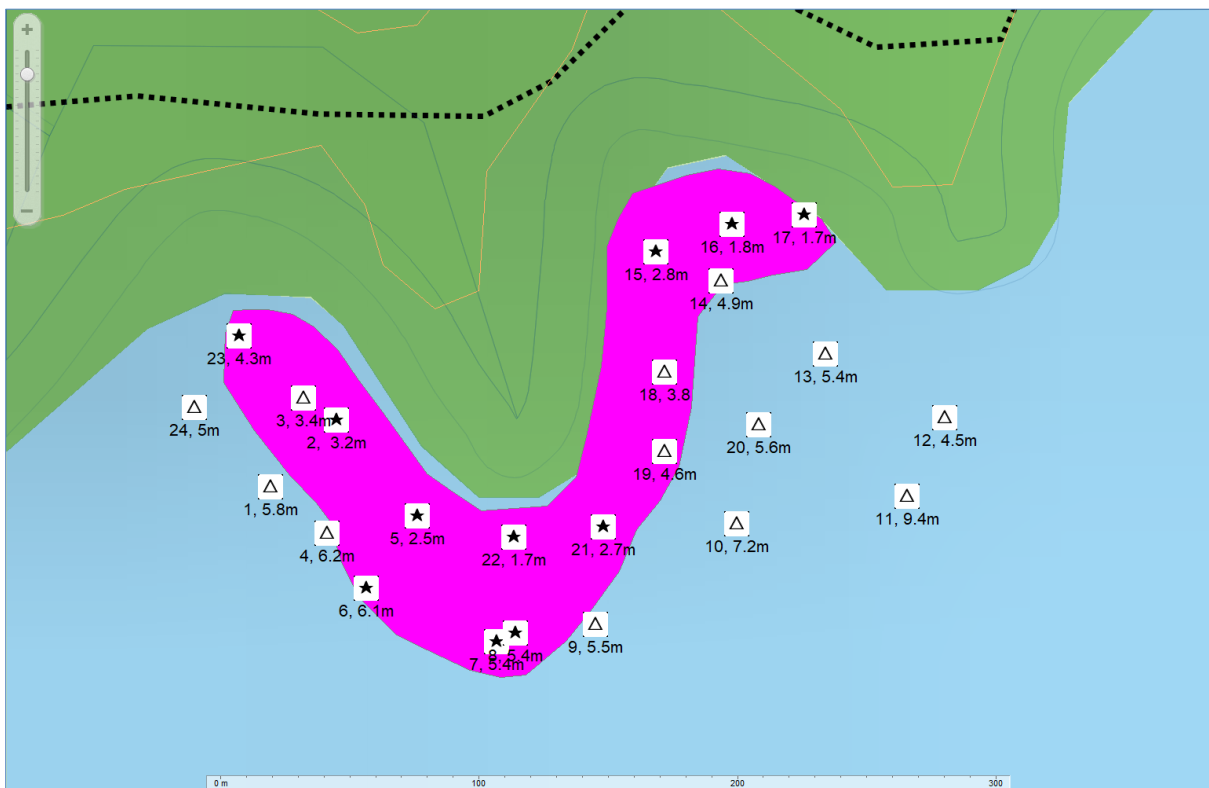 17, 1.7m
16, 1.8m
15, 2.8m
14, 4.9m
23, 4.3m
13, 5.4m
18, 3.8
3, 3.4m
24, 5m
2, 3.2m
20, 5.6m
12, 4.5m
19, 4.6m
1, 5.8m
11, 9.4m
5, 2.5m
4, 6.2m
22, 1.7m
21, 2.7m
10, 7.2m
6, 6.1m
9, 5.5m
8, 5.4m
7, 5.4m
0 m 100 200 300